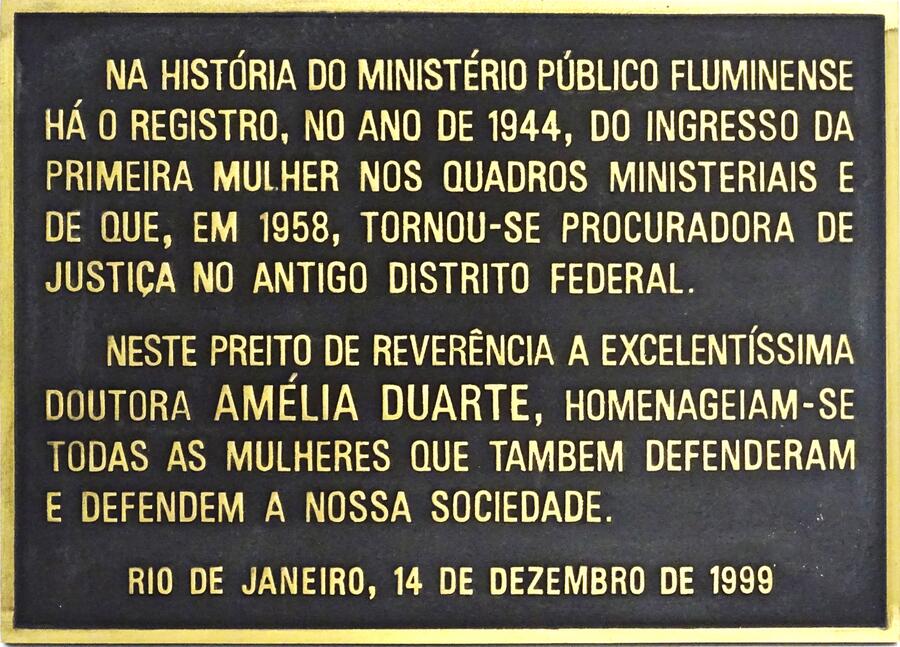 NA HISTÓRIA DO MINISTÉRIO PÚBLICO FLUMINENSE
HÁ O REGISTRO, NO ANO DE 1944, DO INGRESSO DA
PRIMEIRA MULHER NOS QUADROS MINISTERIAIS E
DE QUE, EM 1958, TORNOU-SE PROCURADORA DE
JUSTIÇA NO ANTIGO DISTRITO FEDERAL.
NESTE PREITO DE REVERÊNCIA A EXCELENTÍSSIMA
DOUTORA AMÉLIA DUARTE, HOMENAGEIAM-SE
TODAS AS MULHERES QUE TAMBEM DEFENDERAM
E DEFENDEM A NOSSA SOCIEDADE.
RIO DE JANEIRO, 14 DE DEZEMBRO DE 1999